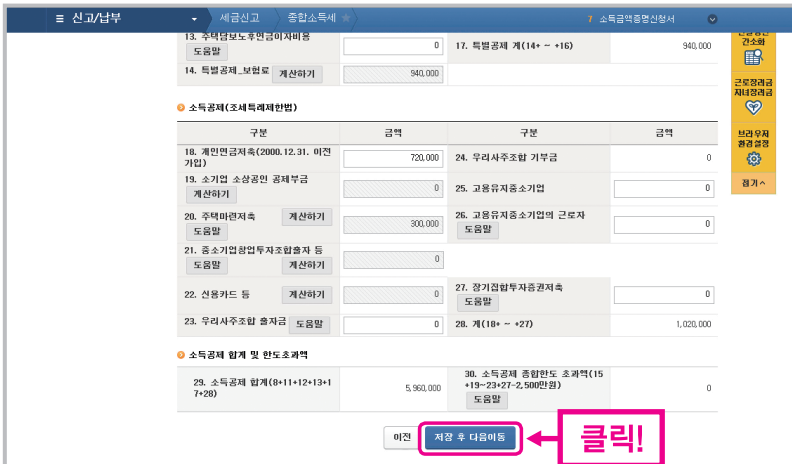 ≡ 신고/납부
세금신고
종합소득세
7 소득금액증명신청서
13. 주택담보노후연금이자비용
도움말
0
17. 특별공제 계(14+ ~ +16)
940,000
14. 특별공제_보험료
계산하기
940,000
소득공제(조세특례제한법)
구분
금액
구분
금액
18. 개인연금저축(2000.12.31. 이전
가입)
720,000
24. 우리사주조합 기부금
0
19. 소기업 소상공인 공제부금
계산하기
0
25. 고용유지중소기업
0
20. 주택마련저축
계산하기
도움말
300,000
26. 고용유지중소기업의 근로자
도움말
0
21. 중소기업창업투자조합출자 등
도움말
계산하기
0
22. 신용카드 등
계산하기
0
27. 장기집합투자증권저축
도움말
0
23. 우리사주조합 출자금
도움말
0
28. 계(18+ ~ +27)
1,020,000
소득공제 합계 및 한도초과액
29. 소득공제 합계(8+11+12+13+1
7+28)
5,960,000
30. 소득공제 종합한도 초과액(15
+19~23+27-2,500만원)
도움말
0
이전
저장 후 다음이동
클릭!
간소화
근로장려금
자녀장려금
브라우저
환경설정
접기^